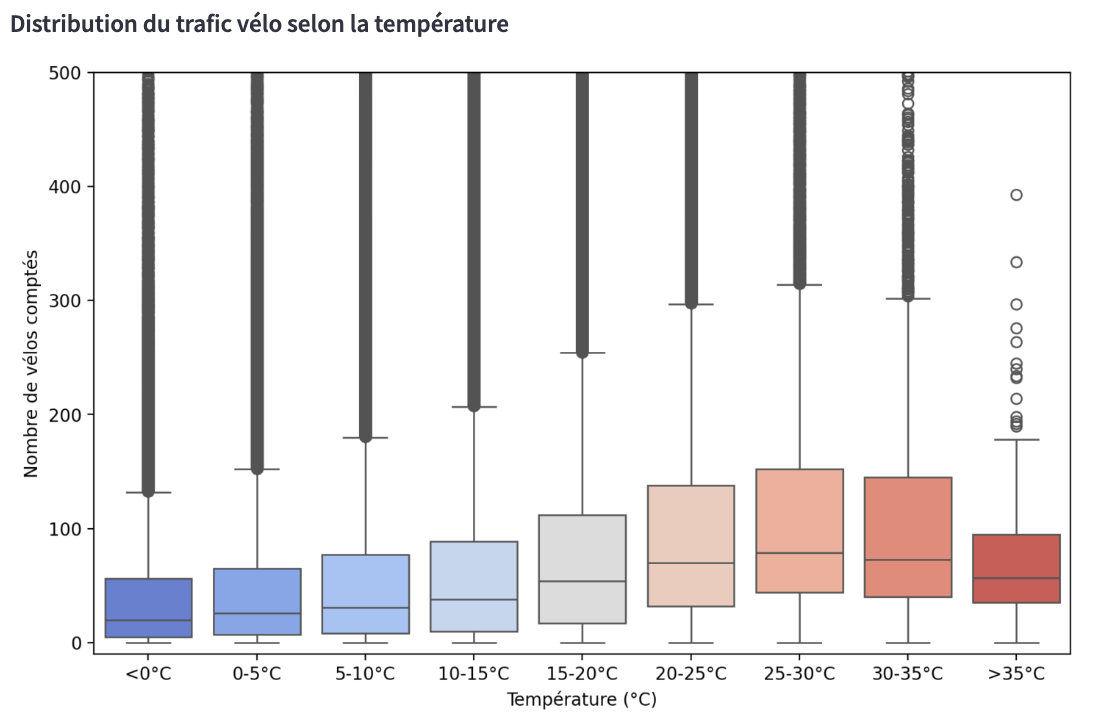 Distribution du trafic vélo selon la température
500
400
300
200
100
0
Nombre de vélos comptés
<0°C 0-5°C 5-10°C 10-15°C 15-20°C 20-25°C 25-30°C 30-35°C >35°C
Température (°C)